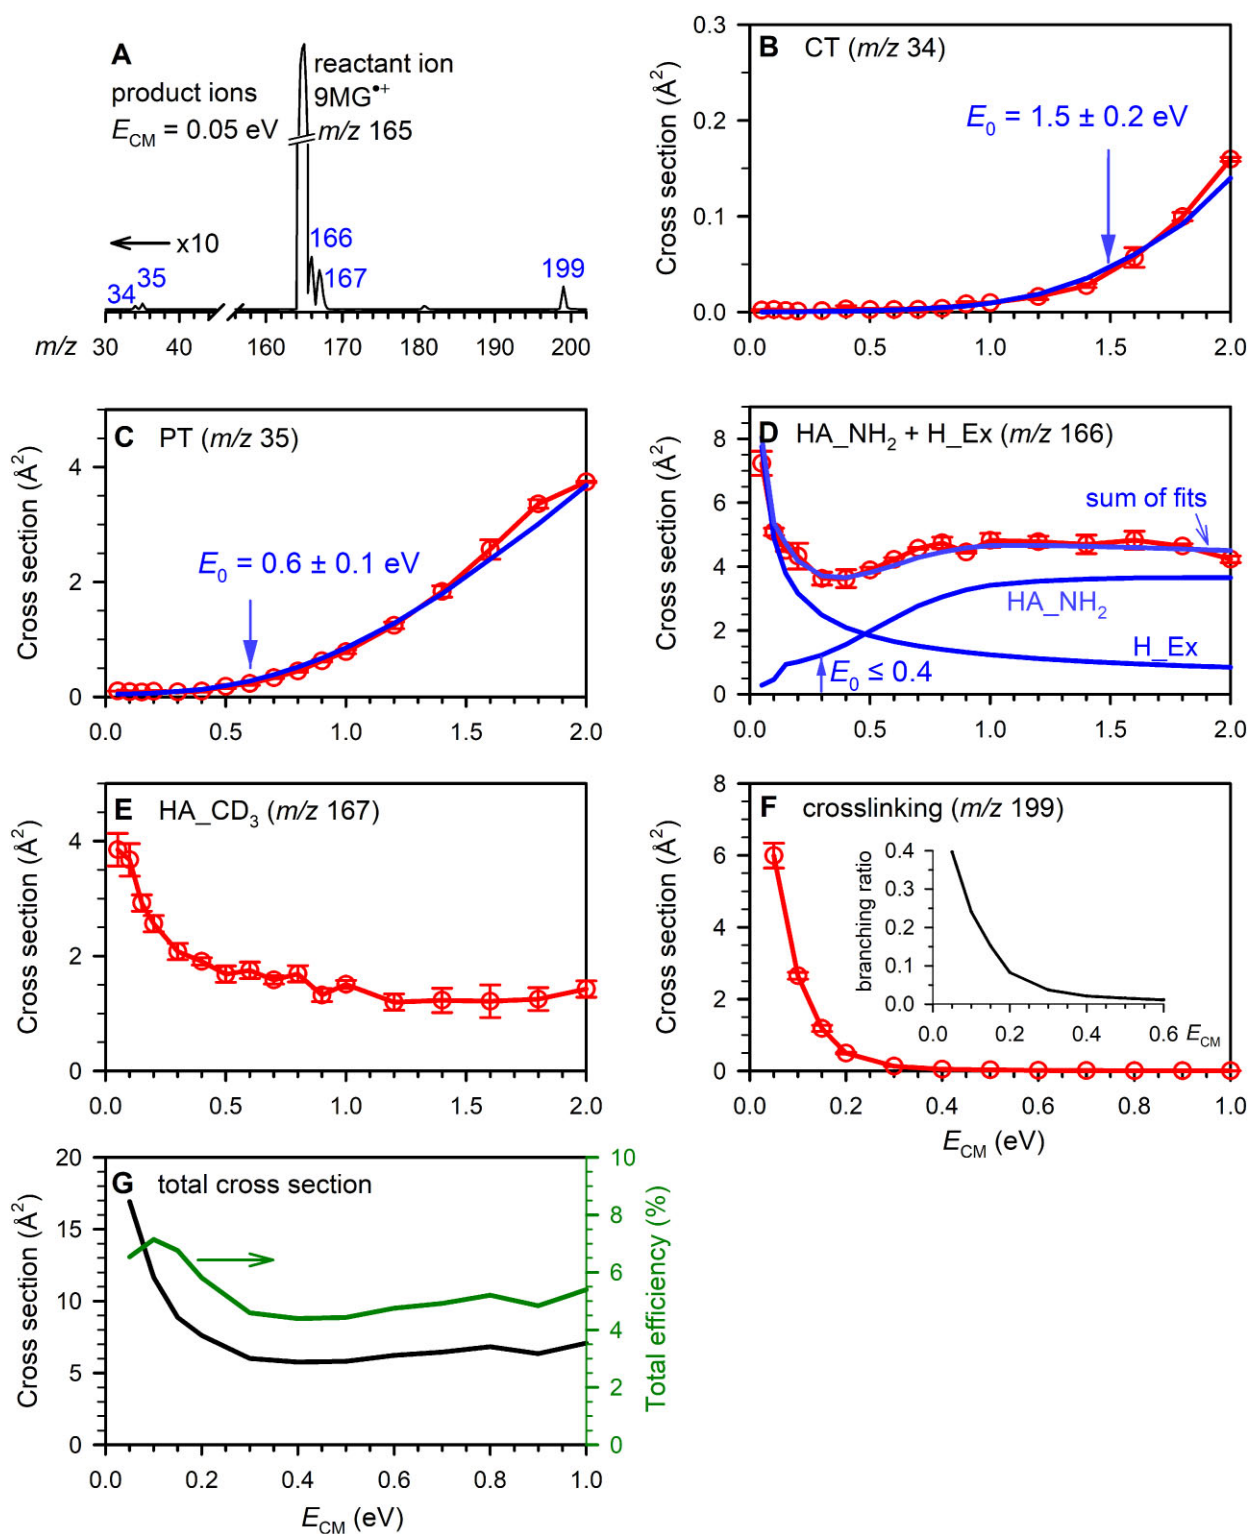 A
product ions
E_CM = 0.05 eV
reactant ion
9MG•+
m/z 165
x10
34
35
166
167
199
m/z 30 40 160 170 180 190 200
B CT (m/z 34)
E_0 = 1.5 ± 0.2 eV
Cross section (Å²)
0.3
0.2
0.1
0.0
0.0 0.5 1.0 1.5 2.0
C PT (m/z 35)
E_0 = 0.6 ± 0.1 eV
Cross section (Å²)
4
2
0
0.0 0.5 1.0 1.5 2.0
D HA_NH₂ + H_Ex (m/z 166)
sum of fits
HA_NH₂
H_Ex
E_0 ≤ 0.4
Cross section (Å²)
8
6
4
2
0
0.0 0.5 1.0 1.5 2.0
E HA_CD₃ (m/z 167)
Cross section (Å²)
4
2
0
0.0 0.5 1.0 1.5 2.0
F crosslinking (m/z 199)
Cross section (Å²)
8
6
4
2
0
0.0 0.2 0.4 0.6 0.8 1.0
E_CM (eV)
branching ratio
0.4
0.3
0.2
0.1
0.0
0.0 0.2 0.4 0.6 E_CM
G total cross section
Cross section (Å²)
20
15
10
5
0
Total efficiency (%)
10
8
6
4
2
0
0.0 0.2 0.4 0.6 0.8 1.0
E_CM (eV)